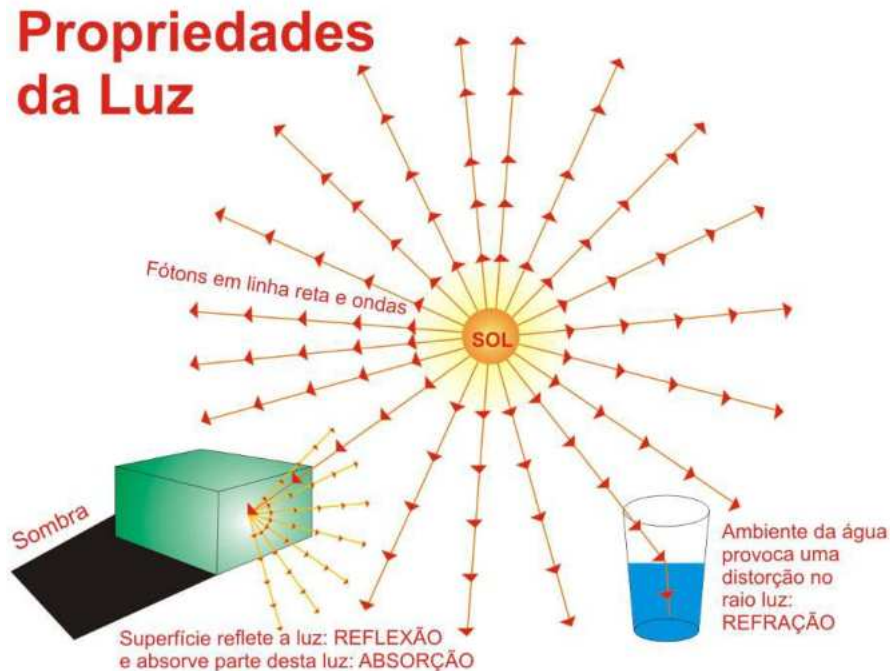 Propriedades
da Luz
Fótons em linha reta e ondas
SOL
Sombra
Ambiente da água
provoca uma
distorção no
raio luz:
REFRAÇÃO
Superfície reflete a luz: REFLEXÃO
e absorve parte desta luz: ABSORÇÃO